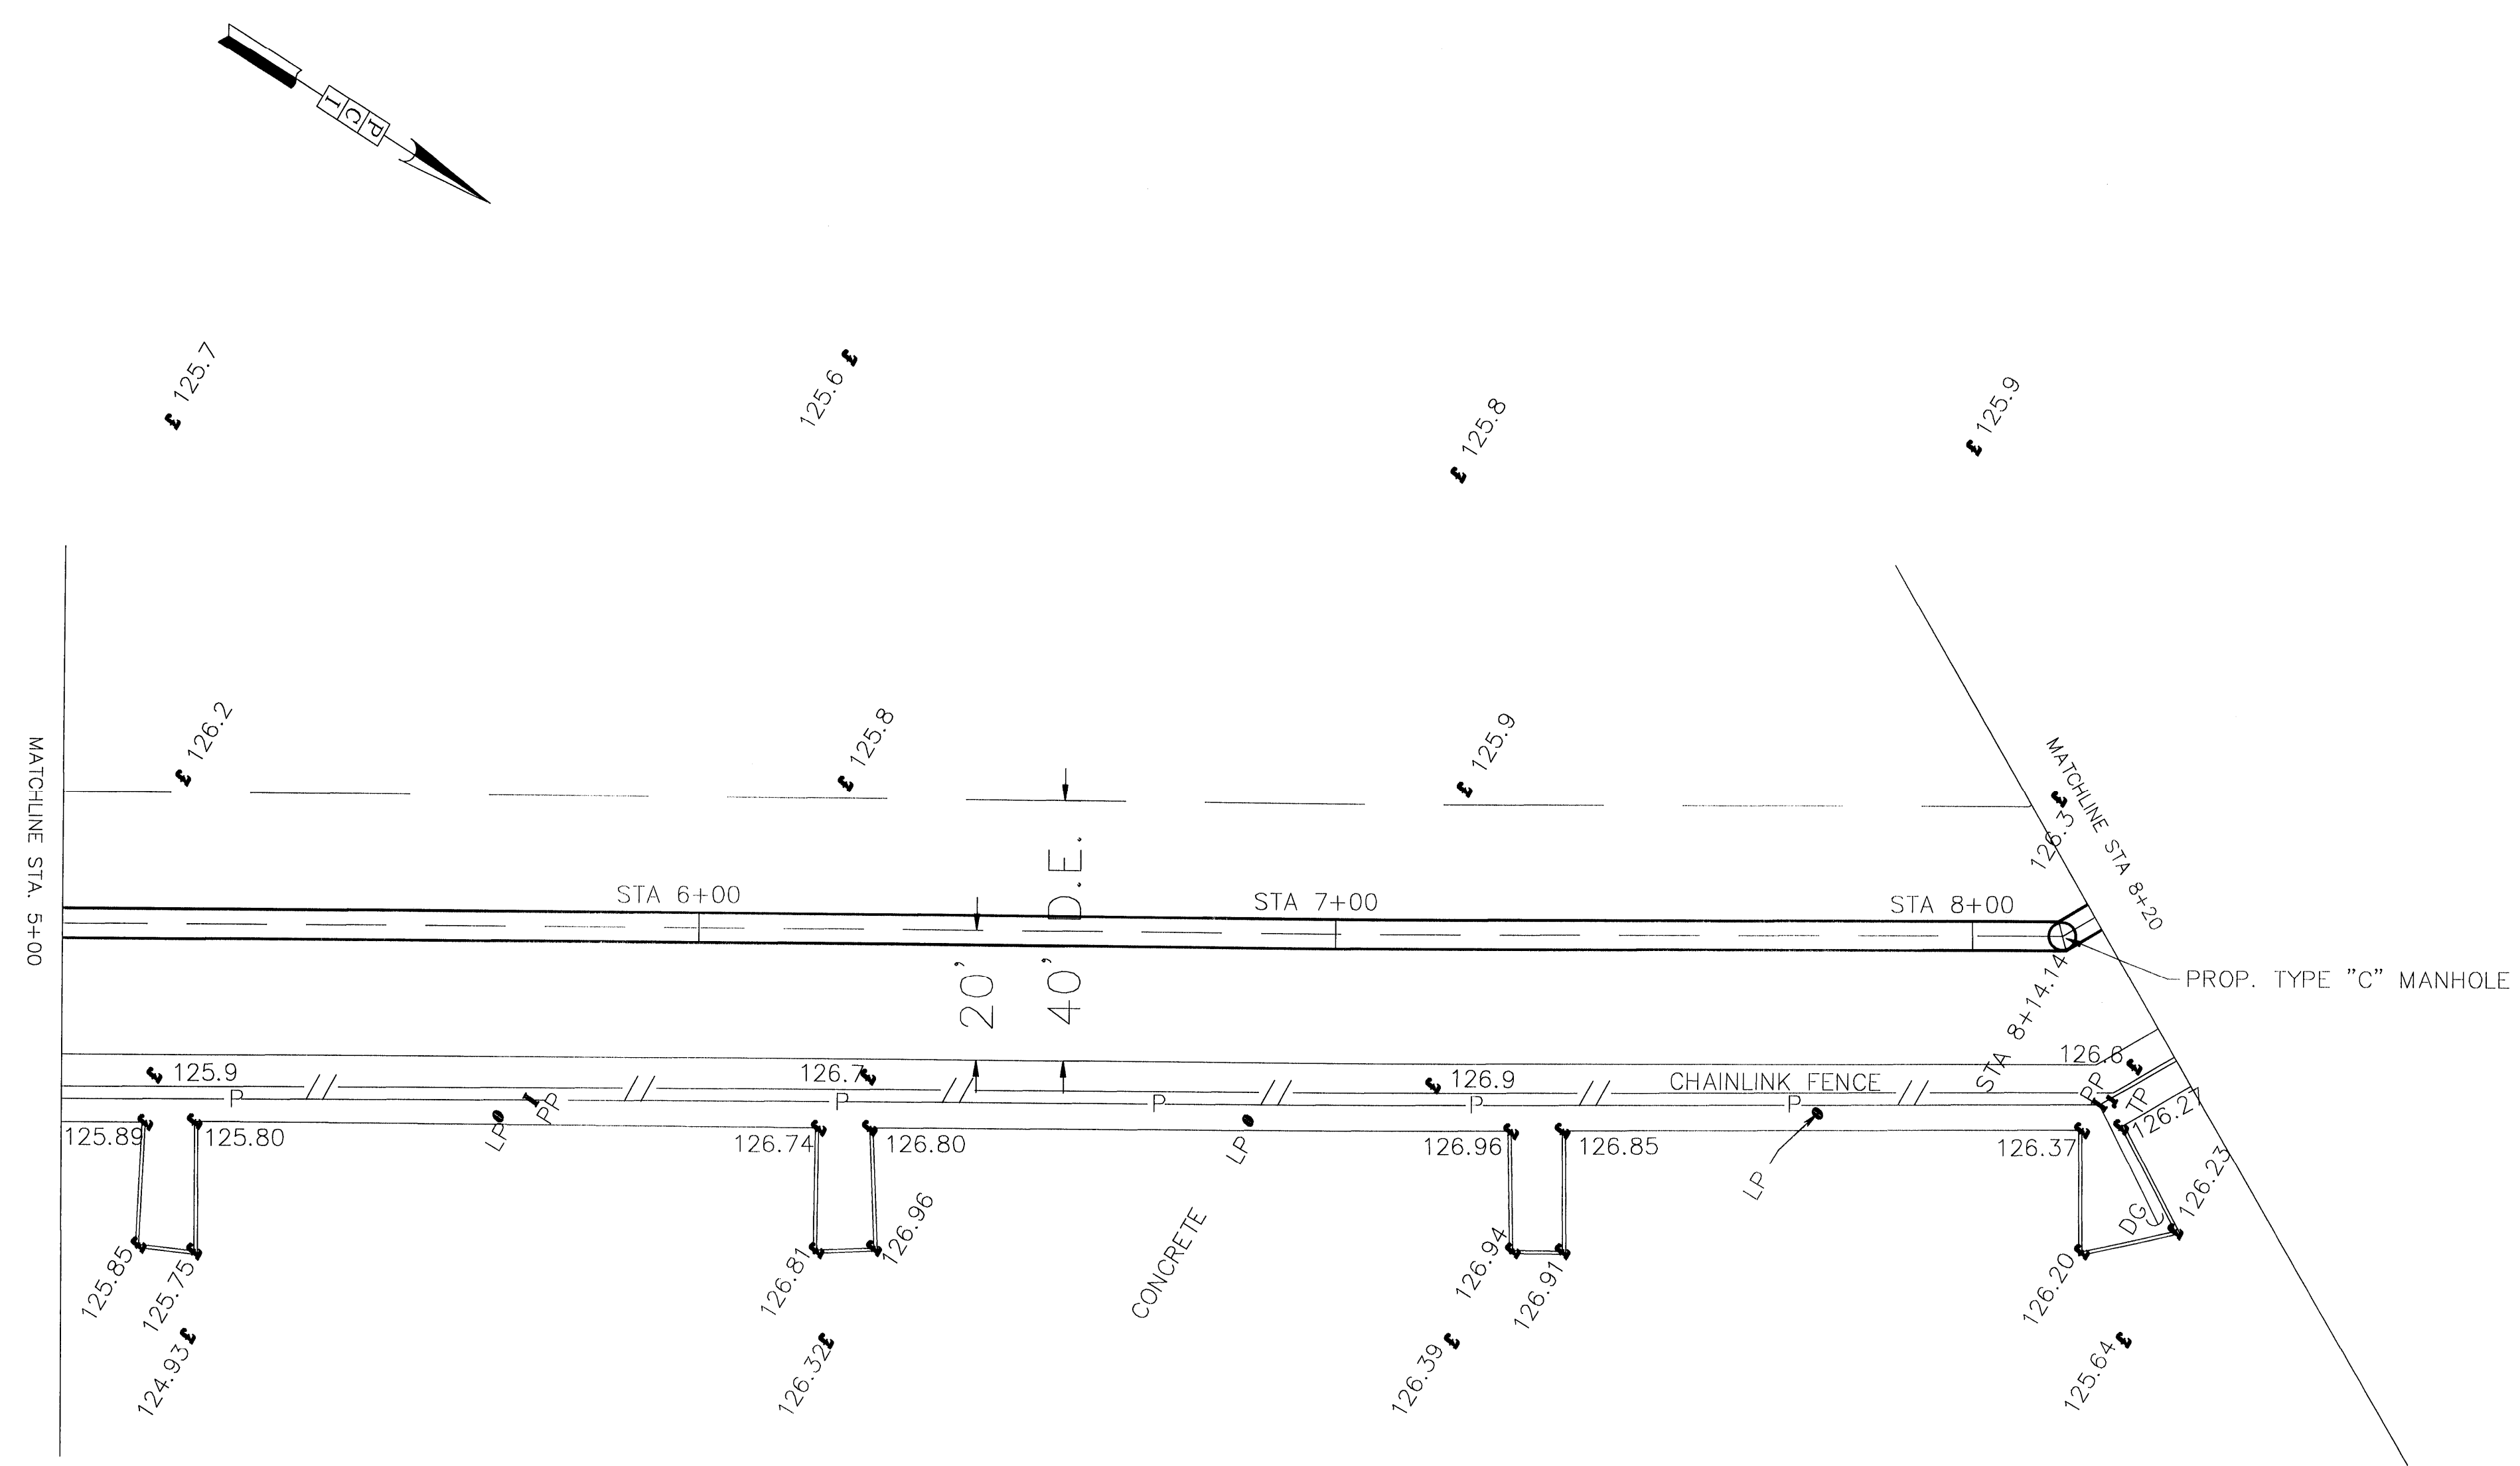 I C P
125.7
125.6
125.8
125.9
126.2
125.8
125.9
126.3
MATCHLINE STA. 5+00
MATCHLINE STA 8+20
D.E.
STA 6+00
STA 7+00
STA 8+00
20'
40'
STA 8+14.14
PROP. TYPE "C" MANHOLE
125.9
126.7
126.9
CHAINLINK FENCE
126.6
P
P
P
P
P
PP
PP
TP
LP
LP
LP
125.89
125.80
126.74
126.80
126.96
126.85
126.37
126.27
126.23
DG
125.85
125.75
126.81
126.96
CONCRETE
126.94
126.91
126.20
124.93
126.32
126.39
125.64